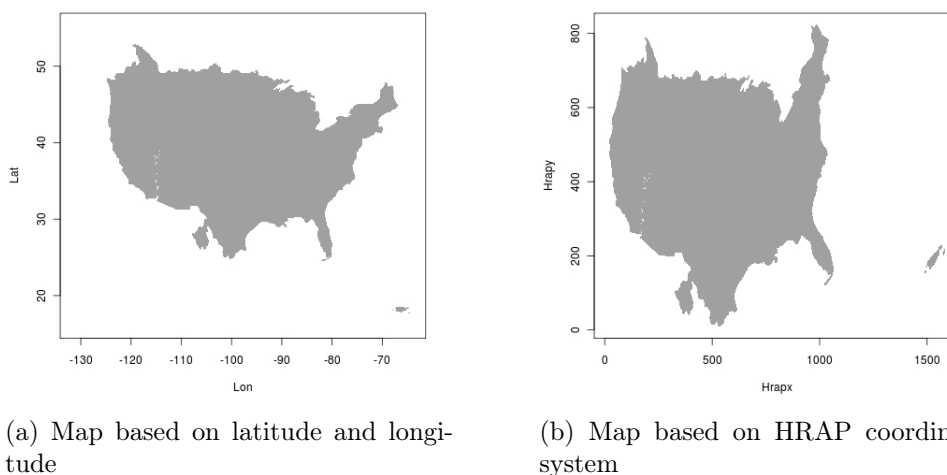 50
40
30
20
Lat
-130 -120 -110 -100 -90 -80 -70
Lon
(a) Map based on latitude and longi-
tude
800
600
400
200
0
Hrapy
0 500 1000 1500
Hrapx
(b) Map based on HRAP coordin
system